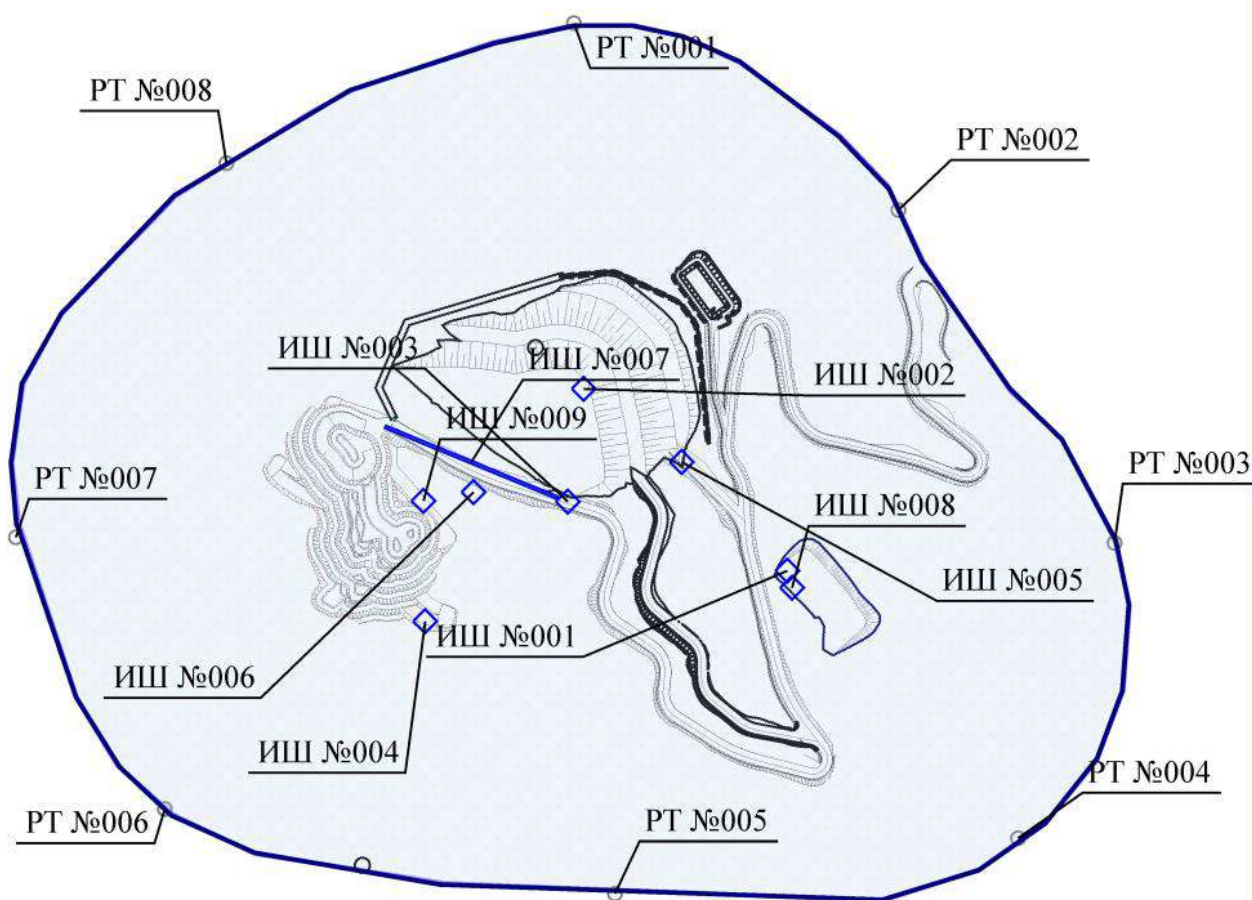 РТ №001
РТ №008
РТ №002
ИШ №003
ИШ №007
ИШ №002
ИШ №009
РТ №003
РТ №007
ИШ №008
ИШ №005
ИШ №001
ИШ №006
ИШ №004
РТ №004
РТ №005
РТ №006